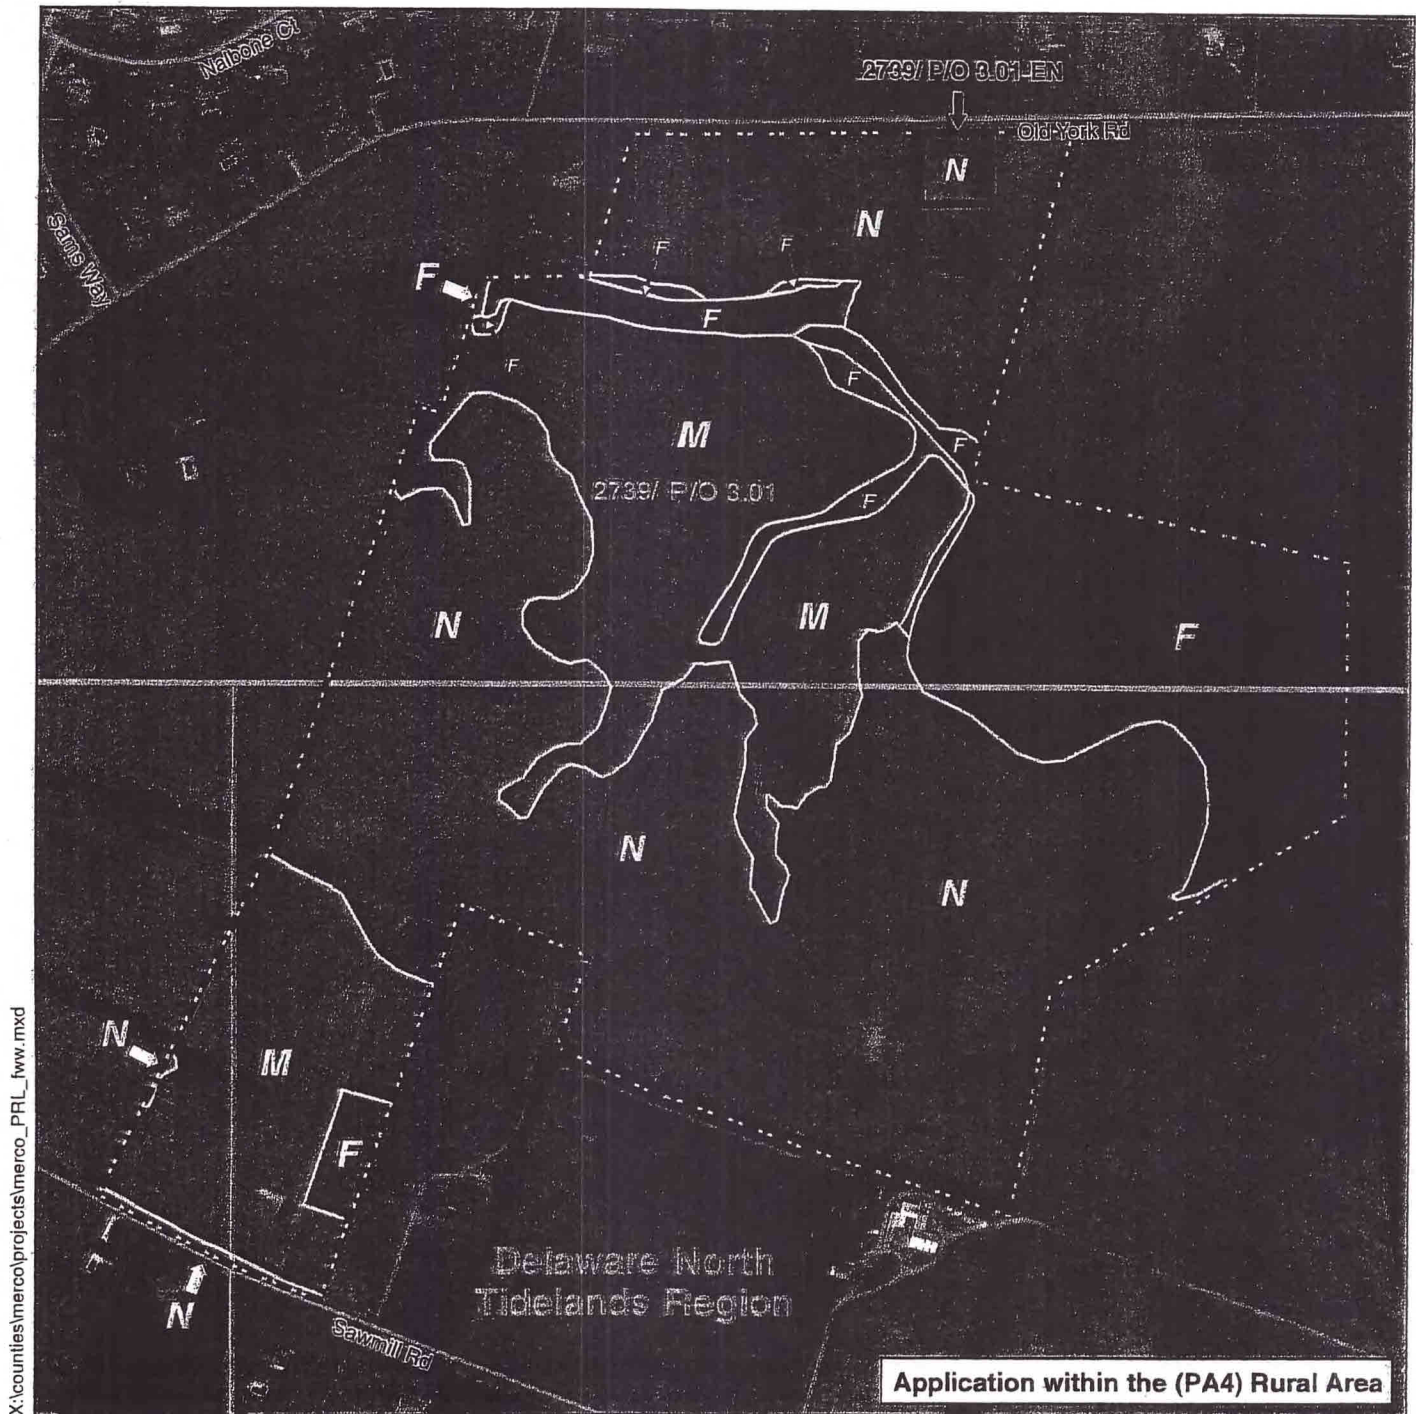 Nalbone Ct
2739/ P/O 3.01-EN
Old York Rd
N
N
Sams Way
F
F
F
F
F
F
M
F
2739/ P/O 3.01
F
N
M
F
N
N
N
M
F
N
Delaware North
Tidelands Region
Sawmill Rd
Application within the (PA4) Rural Area
X:\counties\merco\projects\merco_PRL_fww.mxd